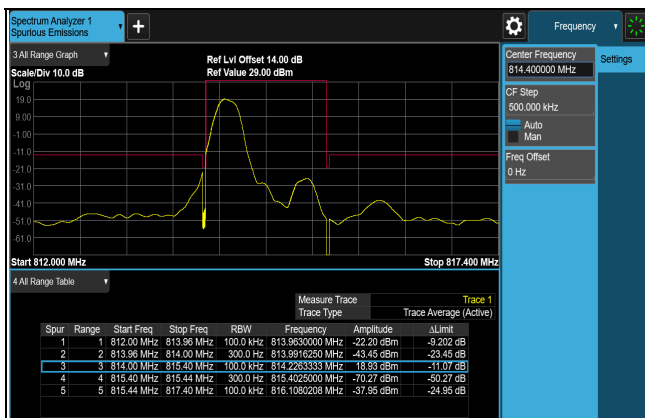 Spectrum Analyzer 1
Spurious Emissions
Frequency
3 All Range Graph
Scale/Div 10.0 dB
Ref Lvl Offset 14.00 dB
Ref Value 29.00 dBm
Log
19.0
9.00
-1.00
-11.0
-21.0
-31.0
-41.0
-51.0
-61.0
Start 812.000 MHz
Stop 817.400 MHz
Center Frequency
814.400000 MHz
Settings
CF Step
500.000 kHz
Auto
Man
Freq Offset
0 Hz
4 All Range Table
Measure Trace Trace 1
Trace Type Trace Average (Active)
Spur Range Start Freq Stop Freq RBW Frequency Amplitude ΔLimit
1 1 812.00 MHz 813.96 MHz 100.0 kHz 813.9630000 MHz -22.20 dBm -9.202 dB
2 2 813.96 MHz 814.00 MHz 300.0 Hz 813.9916250 MHz -43.45 dBm -23.45 dB
3 3 814.00 MHz 815.40 MHz 100.0 kHz 814.2263333 MHz 18.93 dBm -11.07 dB
4 4 815.40 MHz 815.44 MHz 300.0 Hz 815.4025000 MHz -70.27 dBm -50.27 dB
5 5 815.44 MHz 817.40 MHz 100.0 kHz 816.1080208 MHz -37.95 dBm -24.95 dB